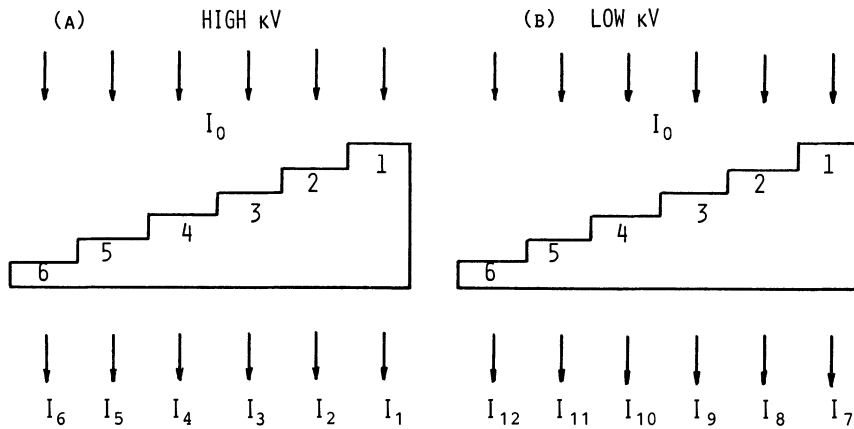 (A) HIGH KV (B) LOW KV
I₀ I₀
1 1
2 2
3 3
4 4
5 5
6 6
I₆ I₅ I₄ I₃ I₂ I₁ I₁₂ I₁₁ I₁₀ I₉ I₈ I₇